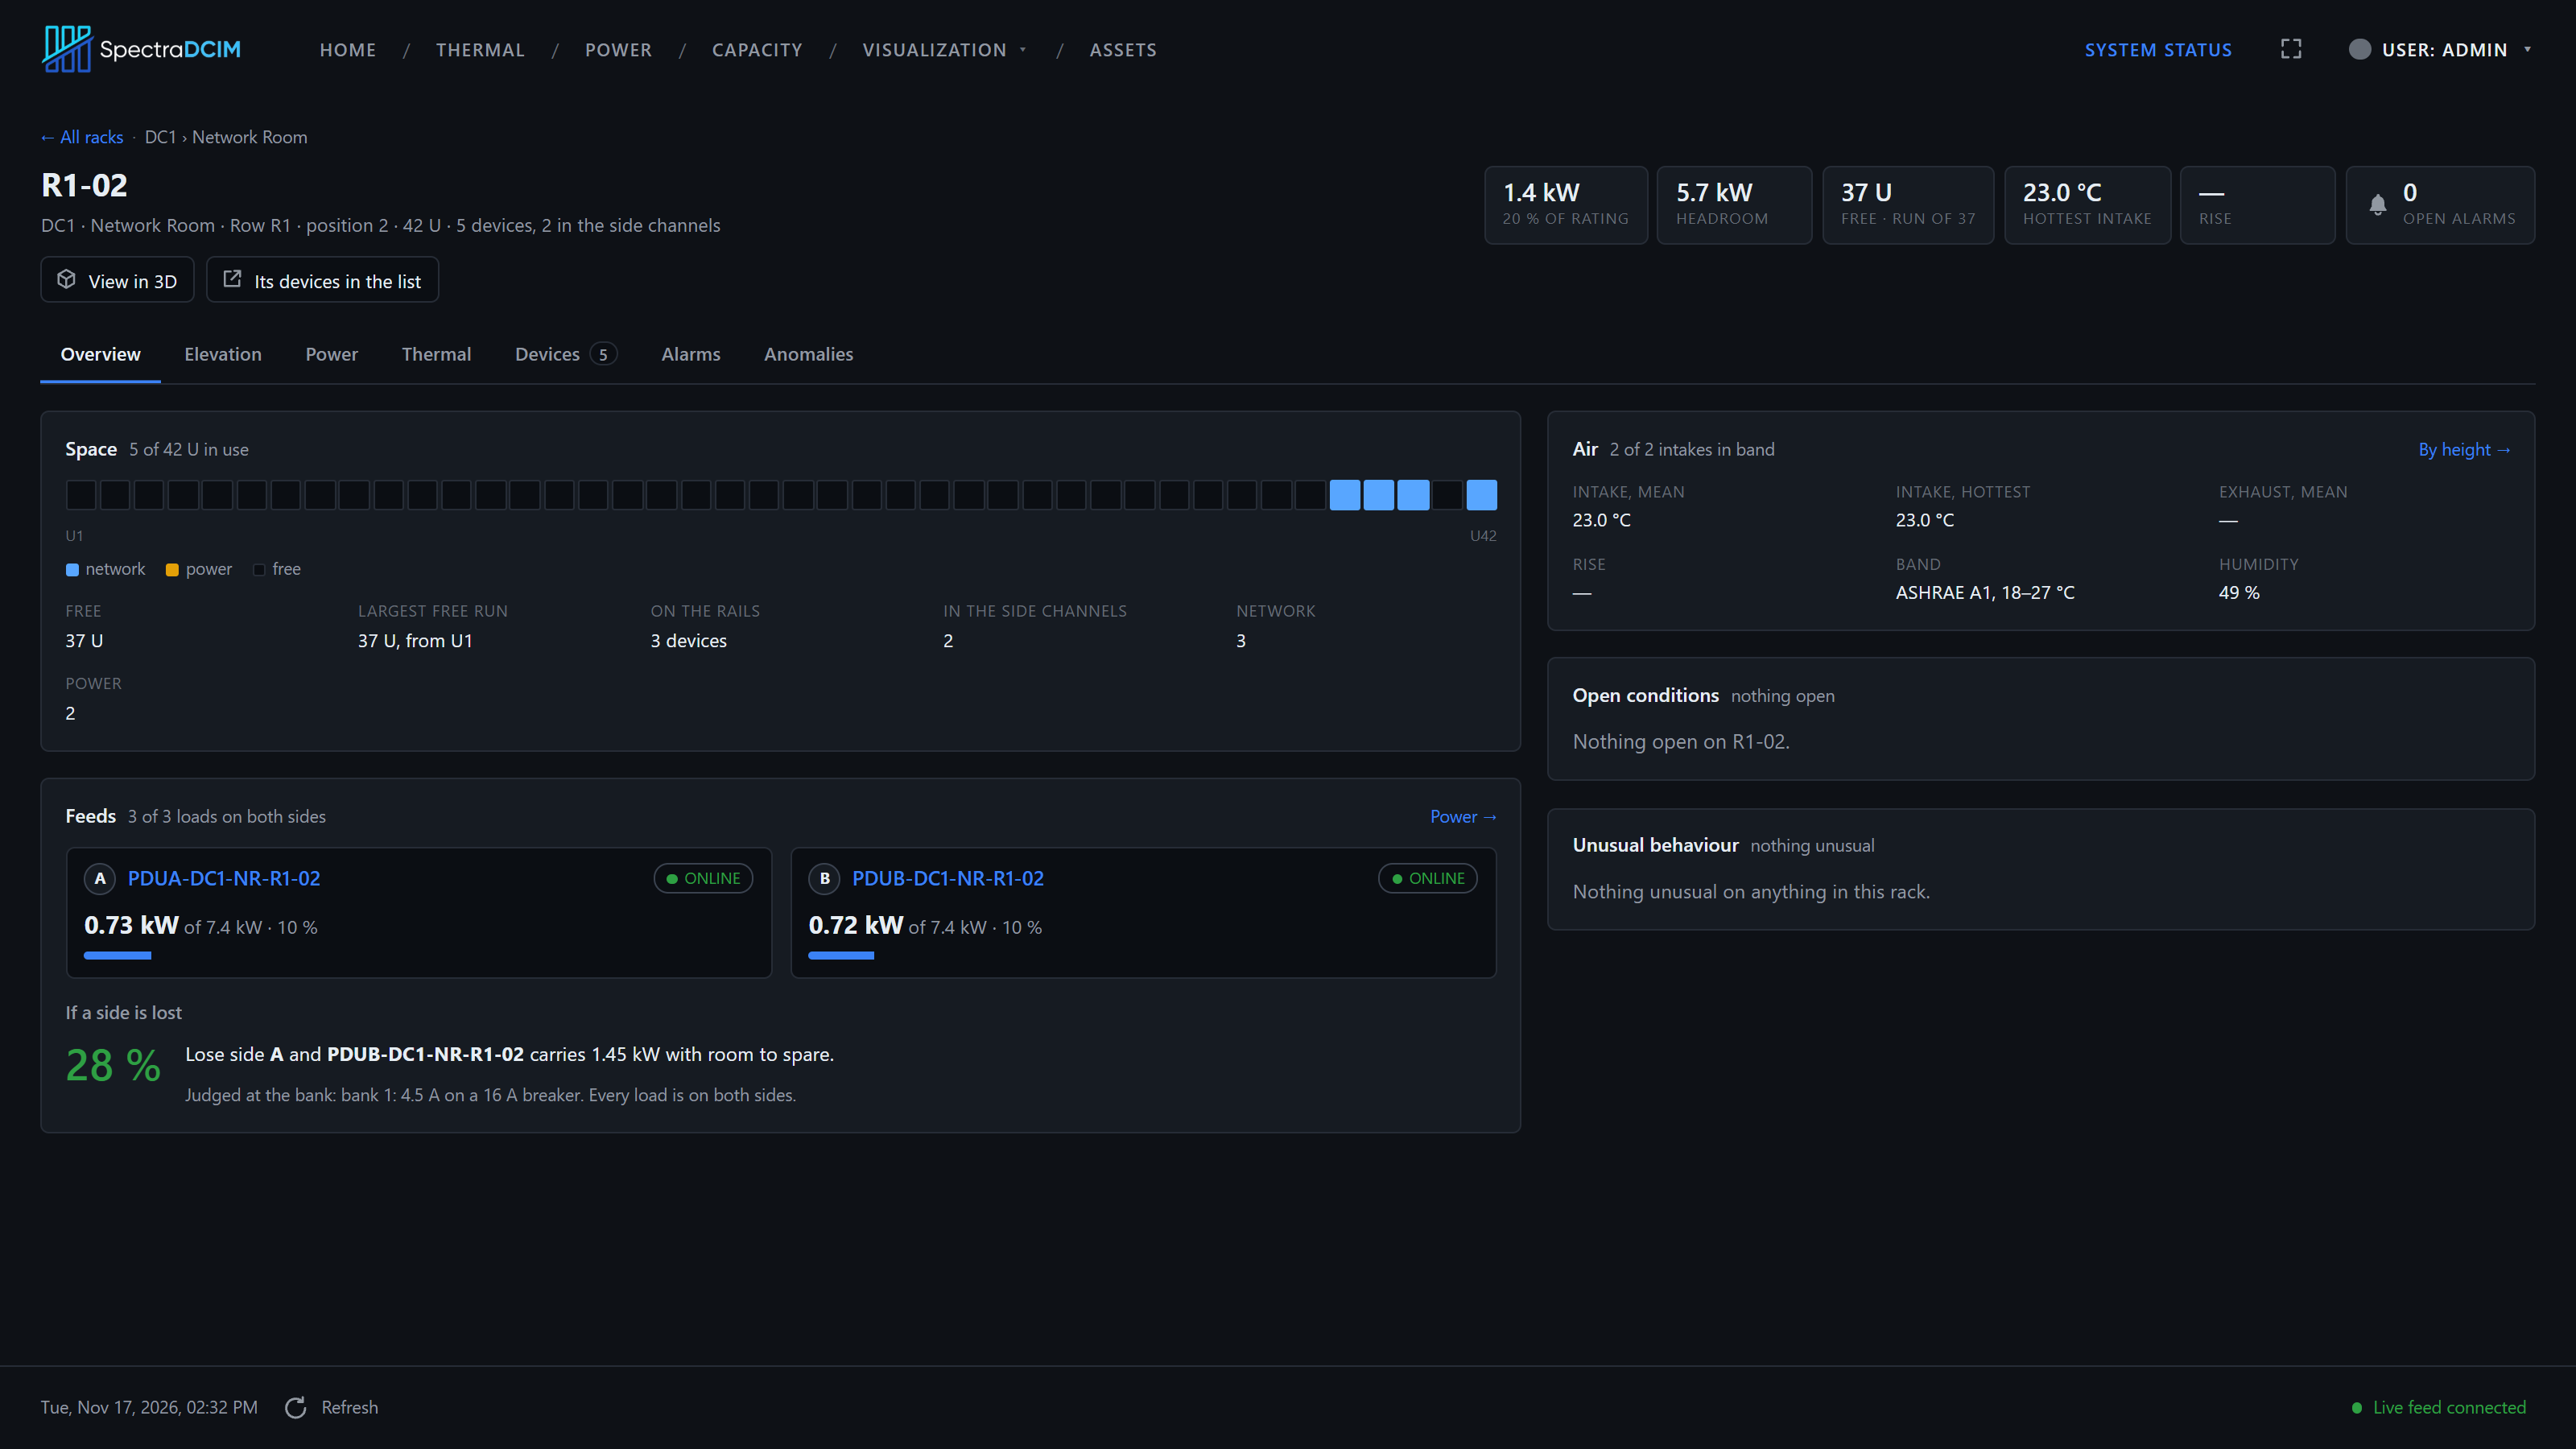 SpectraDCIM
HOME / THERMAL / POWER / CAPACITY / VISUALIZATION ▾ / ASSETS
SYSTEM STATUS
USER: ADMIN ▾
← All racks · DC1 › Network Room
R1-02
DC1 · Network Room · Row R1 · position 2 · 42 U · 5 devices, 2 in the side channels
1.4 kW
20 % OF RATING
5.7 kW
HEADROOM
37 U
FREE · RUN OF 37
23.0 °C
HOTTEST INTAKE
—
RISE
0
OPEN ALARMS
View in 3D
Its devices in the list
Overview Elevation Power Thermal Devices 5 Alarms Anomalies
Space 5 of 42 U in use
U1 U42
network power free
FREE LARGEST FREE RUN ON THE RAILS IN THE SIDE CHANNELS NETWORK
37 U 37 U, from U1 3 devices 2 3
POWER
2
Feeds 3 of 3 loads on both sides Power →
A PDUA-DC1-NR-R1-02 ONLINE
0.73 kW of 7.4 kW · 10 %
B PDUB-DC1-NR-R1-02 ONLINE
0.72 kW of 7.4 kW · 10 %
If a side is lost
28 %
Lose side A and PDUB-DC1-NR-R1-02 carries 1.45 kW with room to spare.
Judged at the bank: bank 1: 4.5 A on a 16 A breaker. Every load is on both sides.
Air 2 of 2 intakes in band By height →
INTAKE, MEAN INTAKE, HOTTEST EXHAUST, MEAN
23.0 °C 23.0 °C —
RISE BAND HUMIDITY
— ASHRAE A1, 18–27 °C 49 %
Open conditions nothing open
Nothing open on R1-02.
Unusual behaviour nothing unusual
Nothing unusual on anything in this rack.
Tue, Nov 17, 2026, 02:32 PM Refresh
Live feed connected